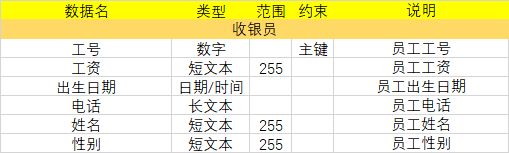 数据名 类型 范围 约束 说明
收银员
工号 数字 主键 员工工号
工资 短文本 255 员工工资
出生日期 日期/时间 员工出生日期
电话 长文本 员工电话
姓名 短文本 255 员工姓名
性别 短文本 255 员工性别